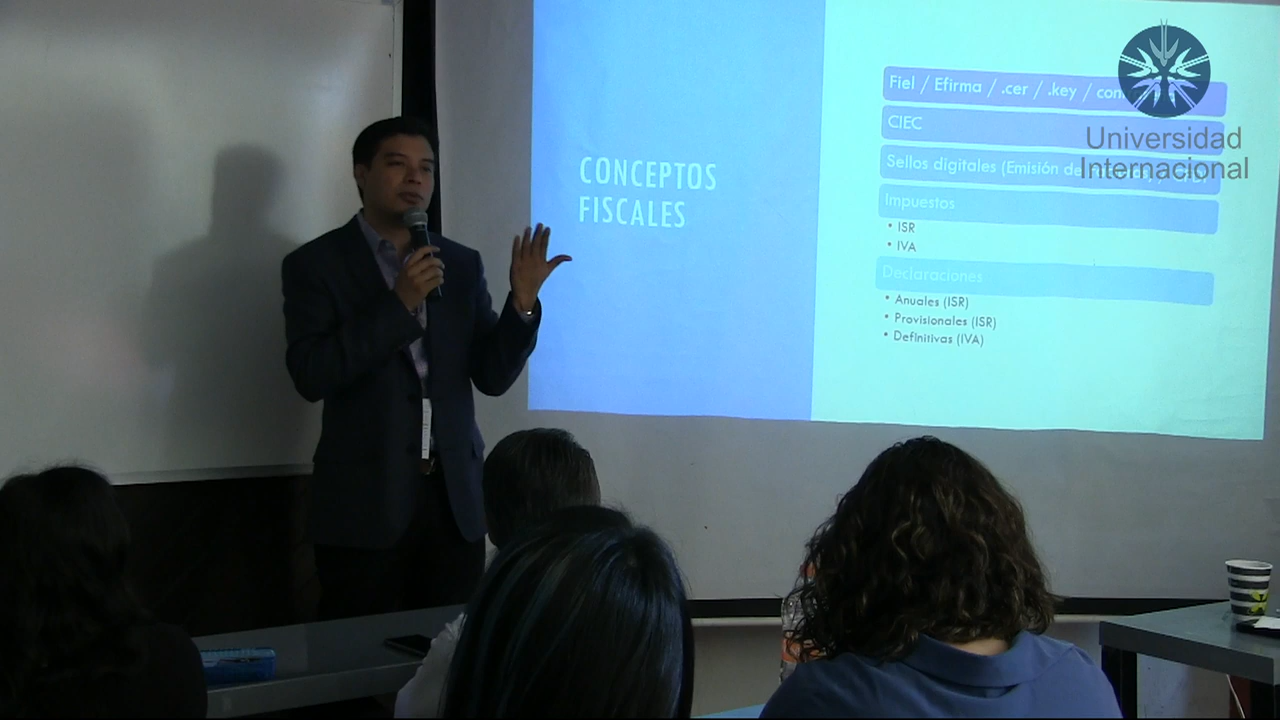 CONCEPTOS
FISCALES
Fiel / Efirma / .cer / .key /
CIEC
Sellos digitales (Emisión de
Impuestos
• ISR
• IVA
Declaraciones
• Anuales (ISR)
• Provisionales (ISR)
• Definitivas (IVA)
Universidad
Internacional